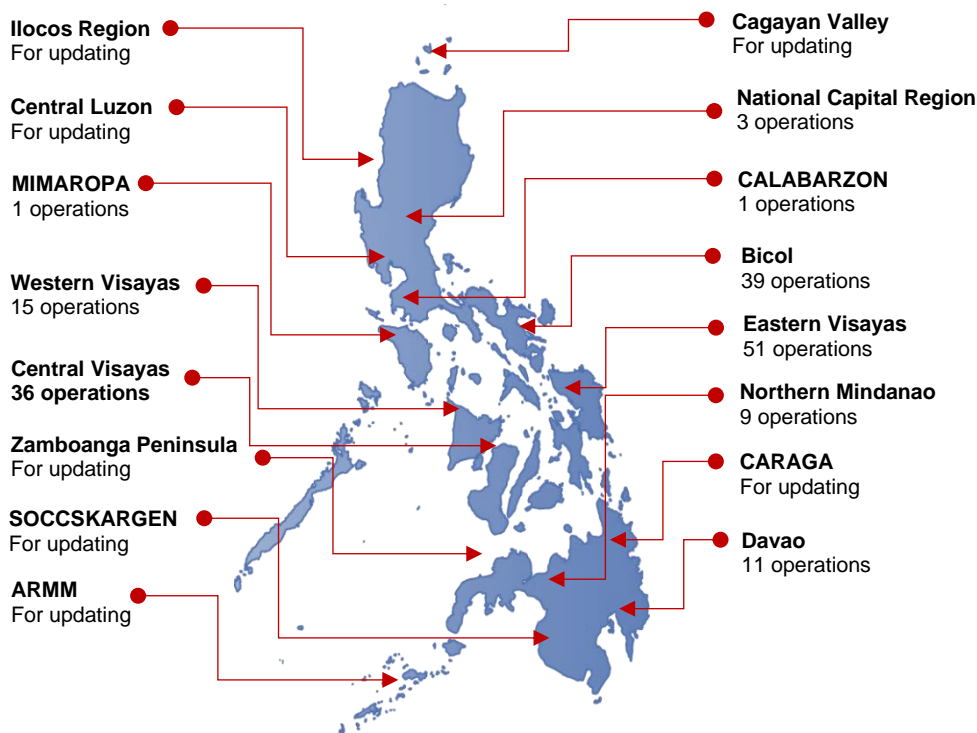 Ilocos Region
For updating
Central Luzon
For updating
MIMAROPA
1 operations
Western Visayas
15 operations
Central Visayas
36 operations
Zamboanga Peninsula
For updating
SOCCSKARGEN
For updating
ARMM
For updating
Cagayan Valley
For updating
National Capital Region
3 operations
CALABARZON
1 operations
Bicol
39 operations
Eastern Visayas
51 operations
Northern Mindanao
9 operations
CARAGA
For updating
Davao
11 operations